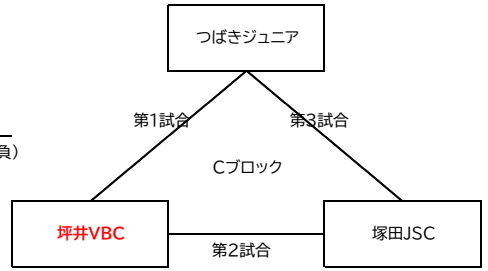 つばきジュニア
第1試合
第3試合
負)
Cブロック
坪井VBC
塚田JSC
第2試合